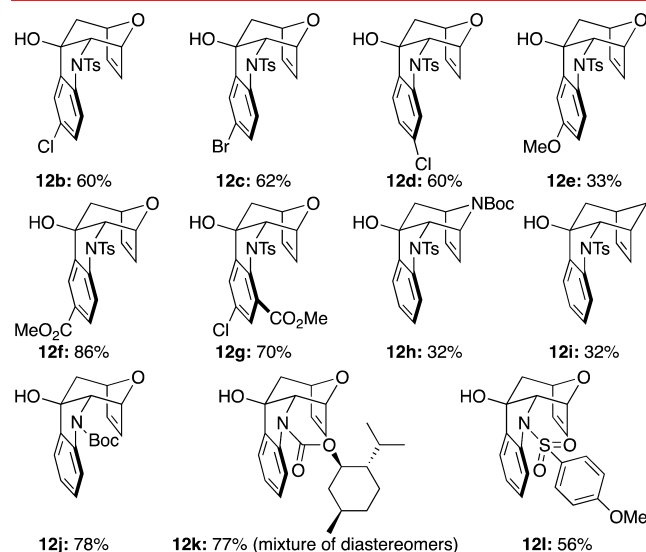 HO O NTs Cl
HO O NTs Br
HO O NTs Cl
HO O NTs MeO
12b: 60%
12c: 62%
12d: 60%
12e: 33%
HO O NTs MeO₂C
HO O NTs Cl CO₂Me
HO NBoc NTs
HO NTs
12f: 86%
12g: 70%
12h: 32%
12i: 32%
HO O N Boc
HO O N O O
HO O N S O O OMe
12j: 78%
12k: 77% (mixture of diastereomers)
12l: 56%